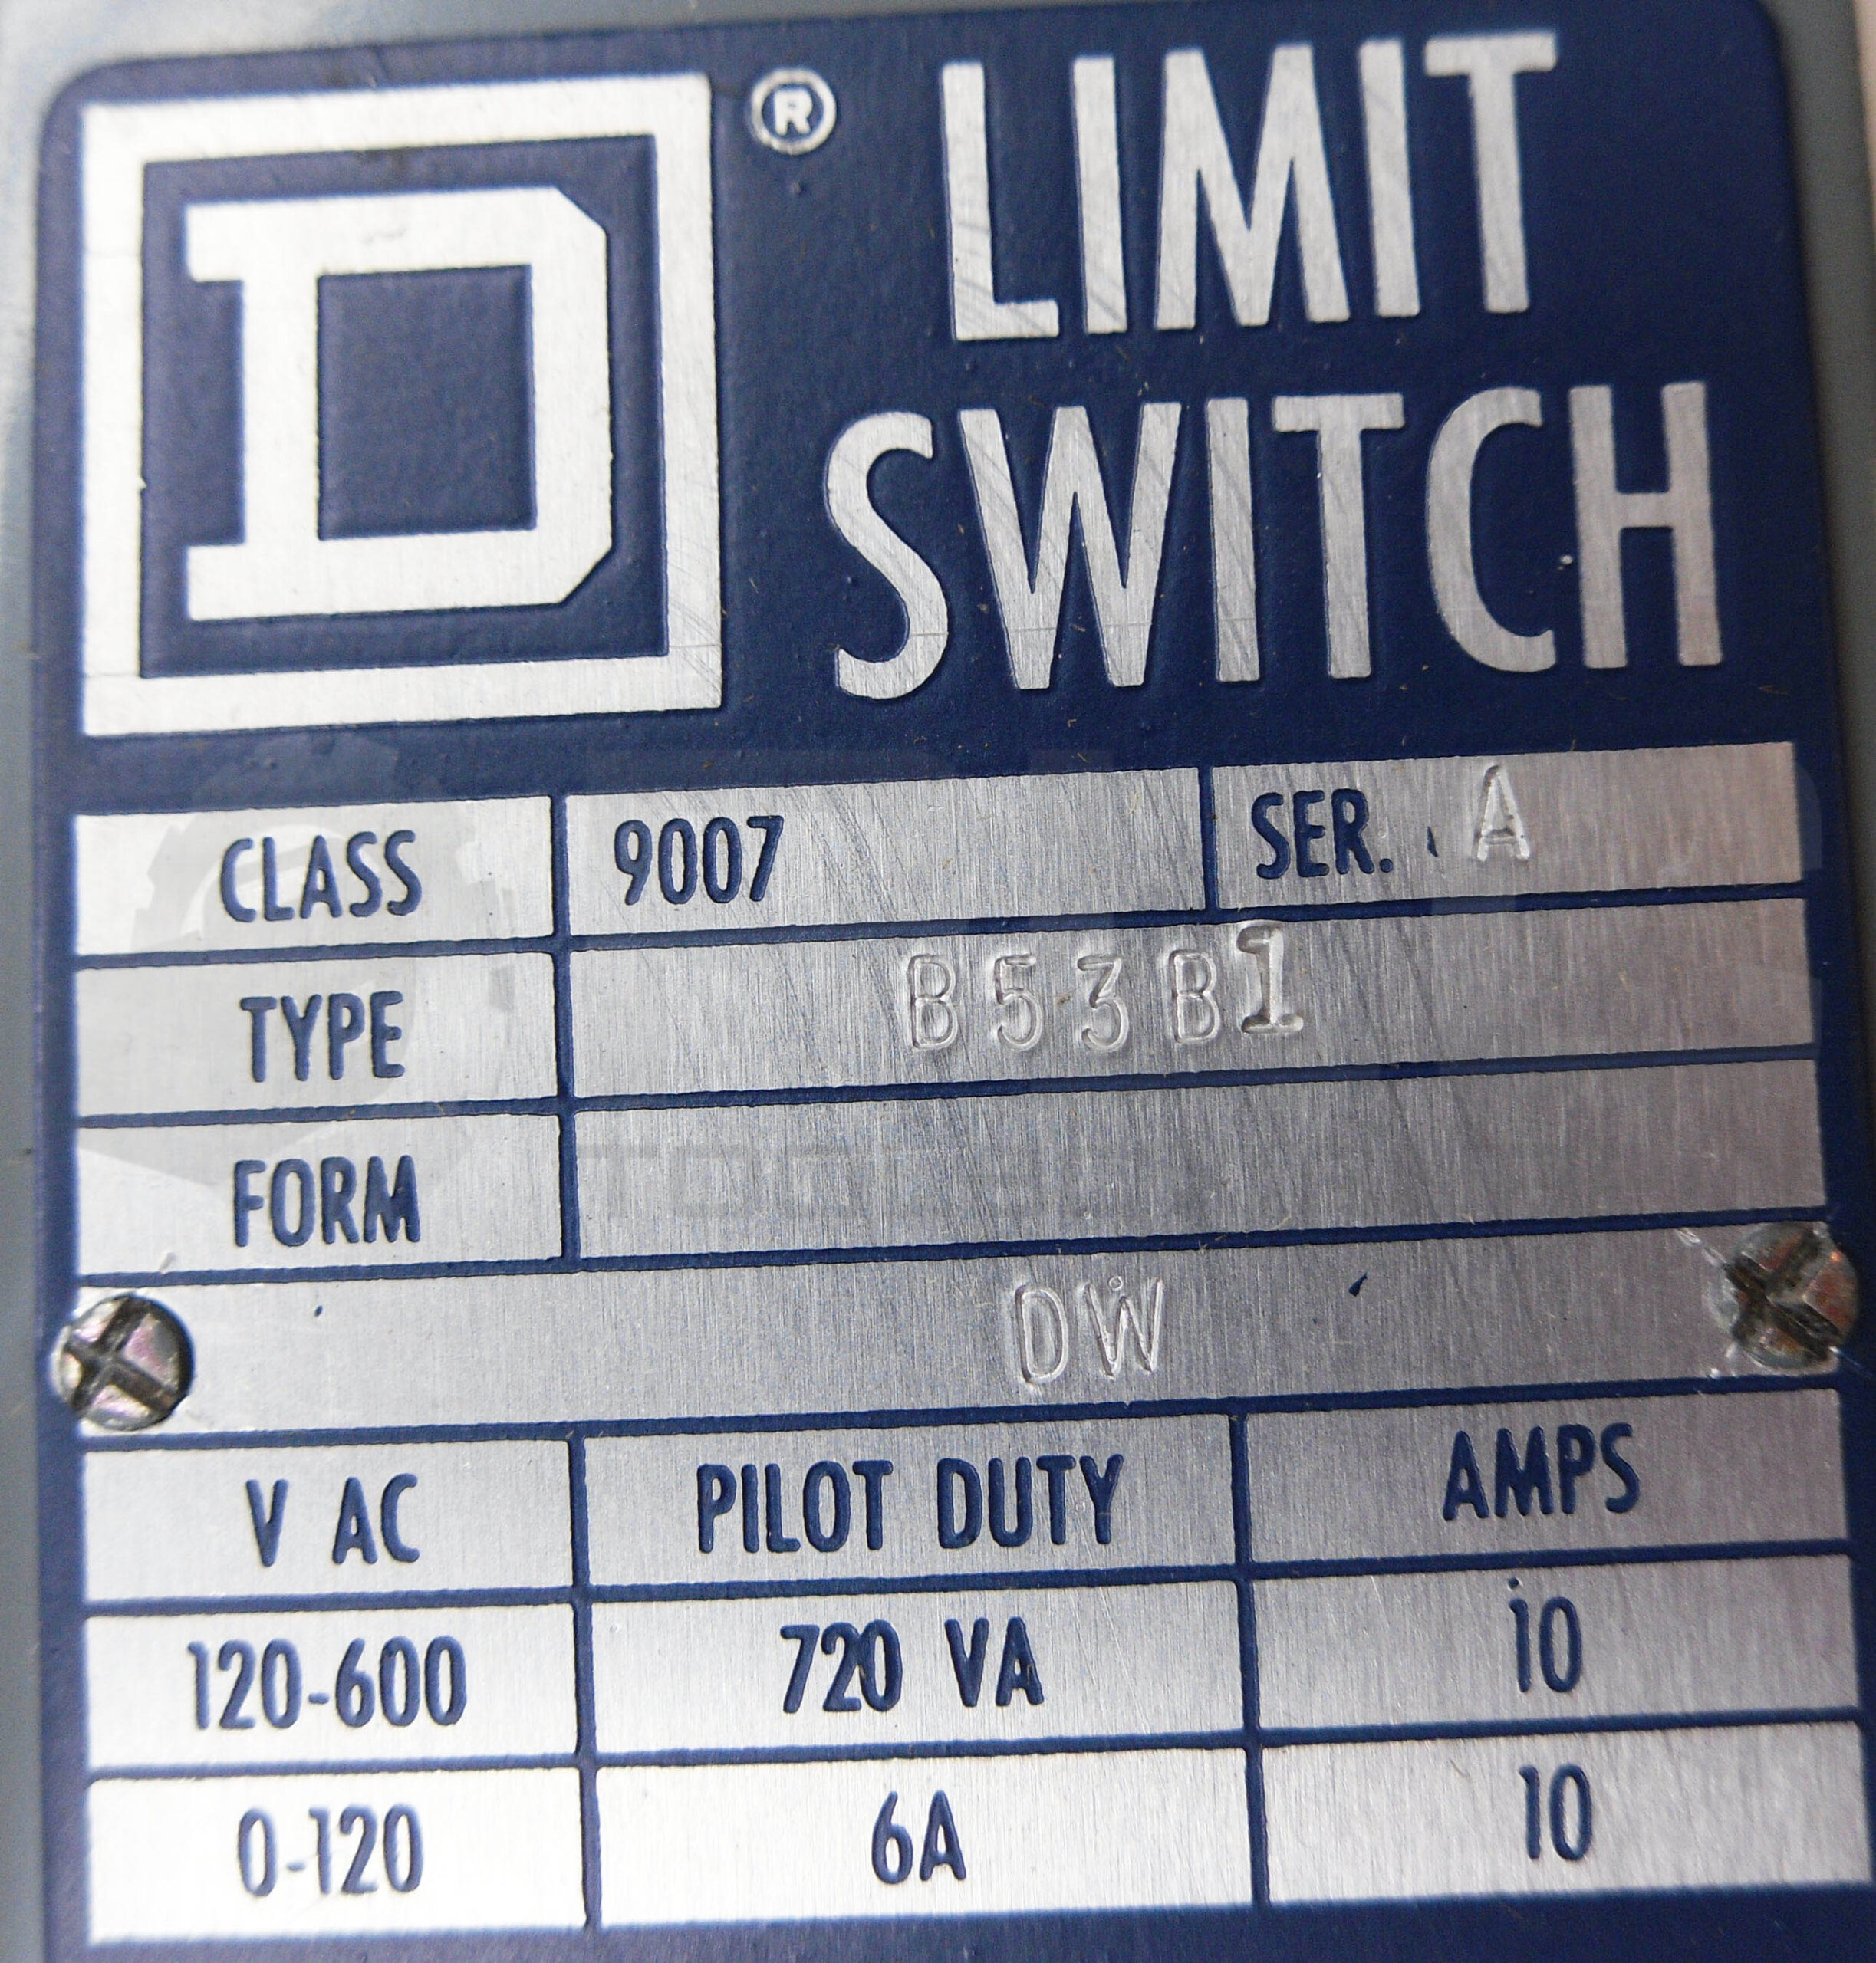 D ® LIMIT
SWITCH
CLASS 9007 SER. A
TYPE B53B1
FORM
DW
V AC PILOT DUTY AMPS
120-600 720 VA 10
0-120 6A 10